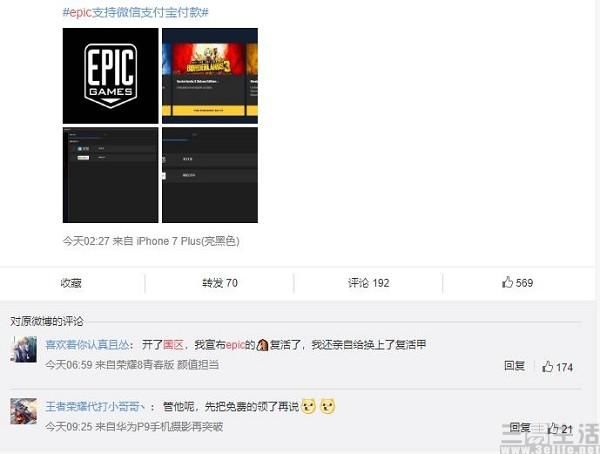 #epic支持微信支付宝付款#
EPIC
GAMES
BORDERLANDS 3
今天02:27 来自 iPhone 7 Plus(亮黑色)
收藏
转发 70
评论 192
569
对原微博的评论
喜欢着你认真且怂：开了国区，我宣布epic的🐴复活了，我还亲自给换上了复活甲
今天06:59 来自荣耀8青春版 颜值担当
回复
174
王者荣耀代打小哥哥丶：管他呢，先把免费的领了再说
今天09:25 来自华为P9手机摄影再突破
回复
21
三易生活
www.3elife.net